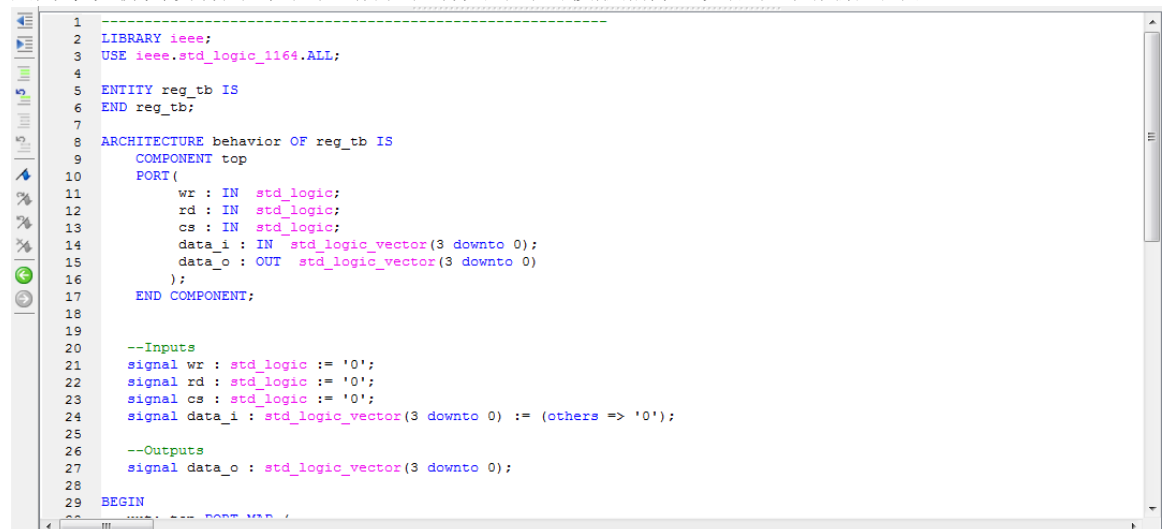 1 ---------------------------------------------------------
2 LIBRARY ieee;
3 USE ieee.std_logic_1164.ALL;
4
5 ENTITY reg_tb IS
6 END reg_tb;
7
8 ARCHITECTURE behavior OF reg_tb IS
9 COMPONENT top
10 PORT(
11 wr : IN std_logic;
12 rd : IN std_logic;
13 cs : IN std_logic;
14 data_i : IN std_logic_vector(3 downto 0);
15 data_o : OUT std_logic_vector(3 downto 0)
16 );
17 END COMPONENT;
18
19
20 --Inputs
21 signal wr : std_logic := '0';
22 signal rd : std_logic := '0';
23 signal cs : std_logic := '0';
24 signal data_i : std_logic_vector(3 downto 0) := (others => '0');
25
26 --Outputs
27 signal data_o : std_logic_vector(3 downto 0);
28
29 BEGIN